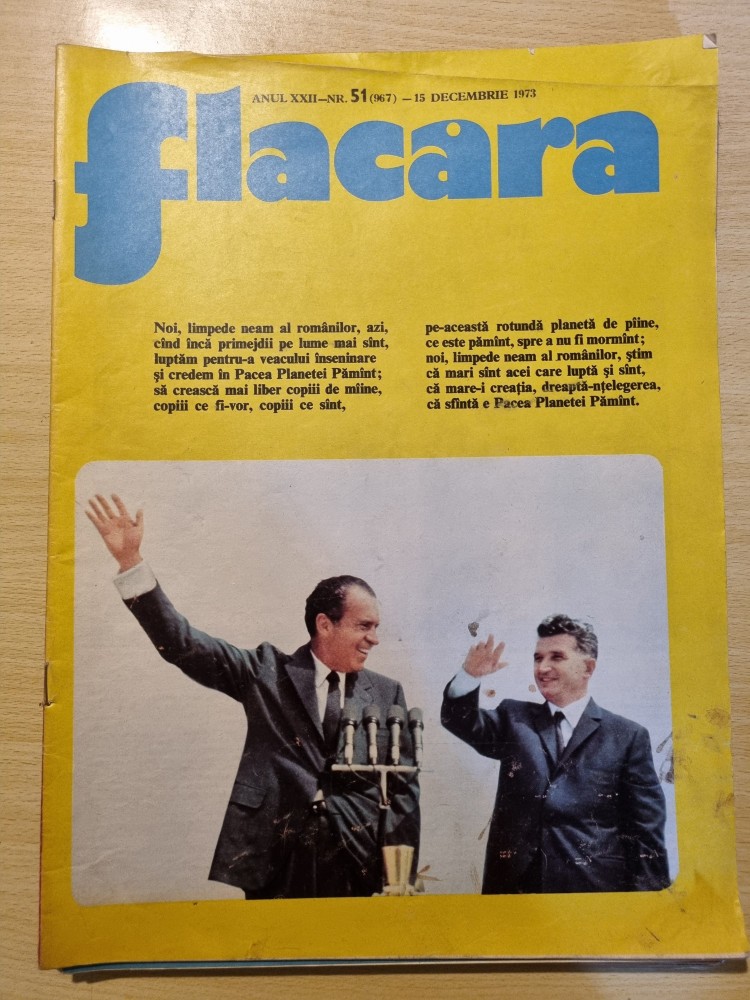 ANUL XXII—NR. 51 (967) — 15 DECEMBRIE 1973
flacăra
Noi, limpede neam al românilor, azi,
cînd încă primejdii pe lume mai sînt,
luptăm pentru-a veacului înseninare
şi credem în Pacea Planetei Pămînt;
să crească mai liber copiii de mîine,
copiii ce fi-vor, copiii ce sînt,
pe-această rotundă planetă de pîine,
ce este pămînt, spre a nu fi mormînt;
noi, limpede neam al românilor, ştim
că mari sînt acei care luptă şi sînt,
că mare-i creaţia, dreaptă-nţelegerea,
că sfîntă e Pacea Planetei Pămînt.